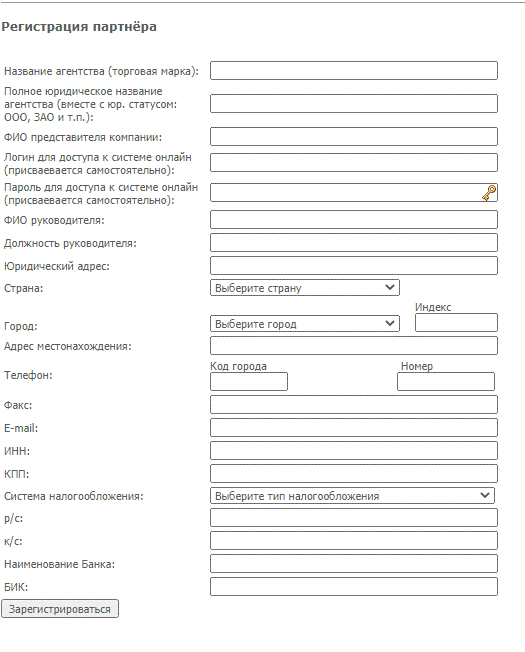 Регистрация партнёра
Название агентства (торговая марка):
Полное юридическое название
агентства (вместе с юр. статусом:
ООО, ЗАО и т.п.):
ФИО представителя компании:
Логин для доступа к системе онлайн
(присваевается самостоятельно):
Пароль для доступа к системе онлайн
(присваевается самостоятельно):
ФИО руководителя:
Должность руководителя:
Юридический адрес:
Страна: Выберите страну
Индекс
Город: Выберите город
Адрес местонахождения:
Код города Номер
Телефон:
Факс:
E-mail:
ИНН:
КПП:
Система налогообложения: Выберите тип налогообложения
р/с:
к/с:
Наименование Банка:
БИК:
Зарегистрироваться